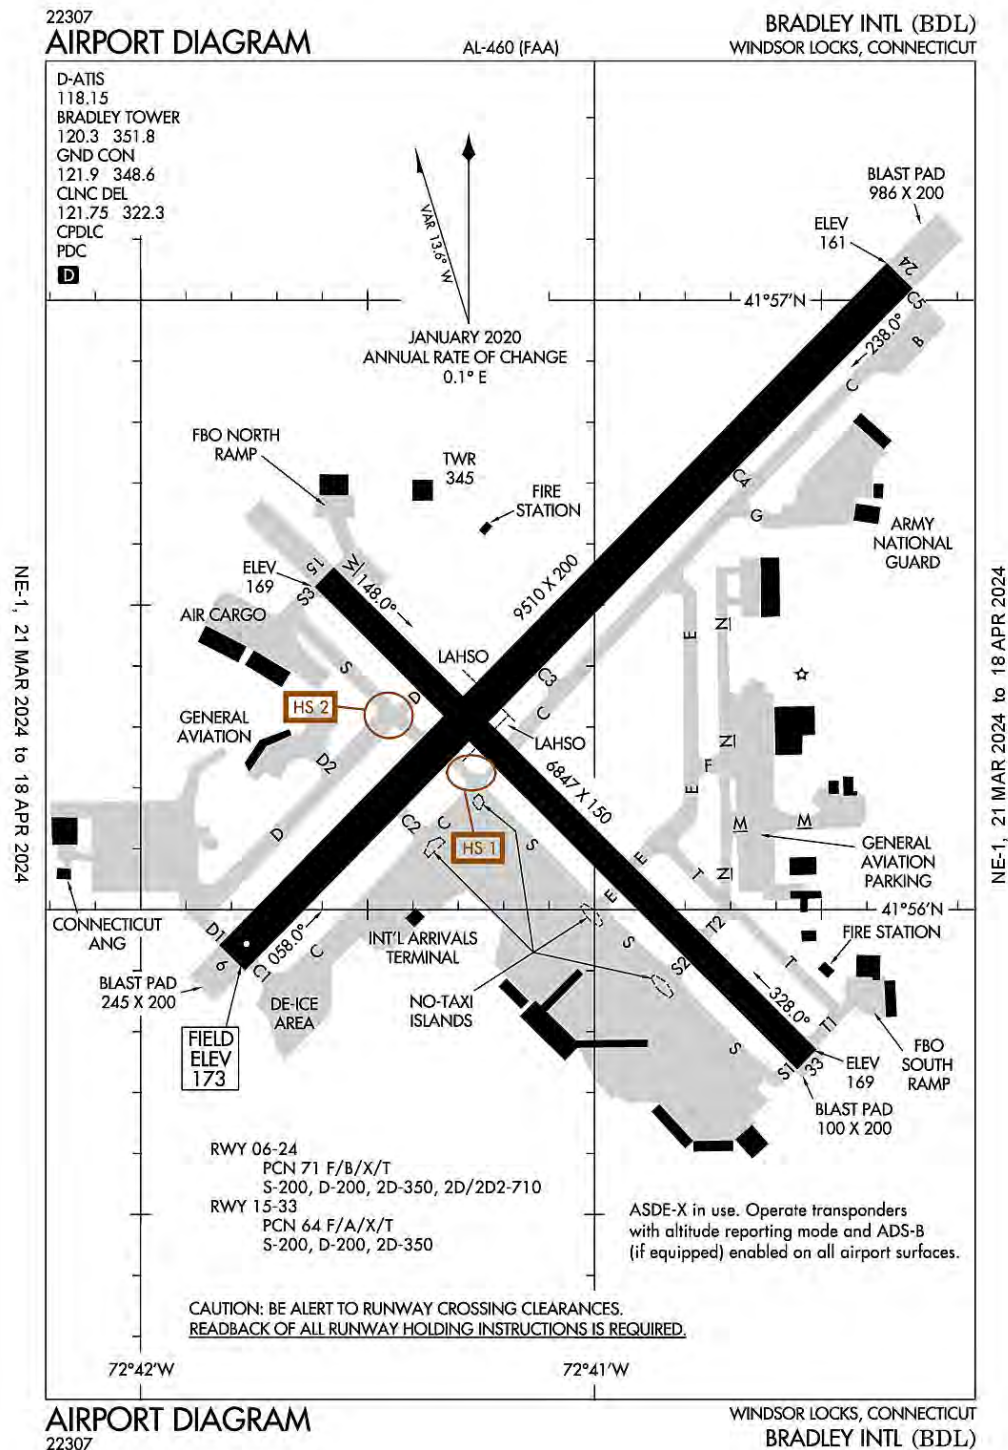 22307
AIRPORT DIAGRAM
AL-460 (FAA)
BRADLEY INTL (BDL)
WINDSOR LOCKS, CONNECTICUT
D-ATIS
118.15
BRADLEY TOWER
120.3 351.8
GND CON
121.9 348.6
CLNC DEL
121.75 322.3
CPDLC
PDC
D
VAR 13.6° W
JANUARY 2020
ANNUAL RATE OF CHANGE
0.1° E
BLAST PAD
986 X 200
ELEV
161
24
C5
41°57'N
238.0°
B
C
FBO NORTH
RAMP
TWR
345
FIRE
STATION
C4
G
ARMY
NATIONAL
GUARD
15
W
ELEV
169
S3
148.0°
9510 X 200
AIR CARGO
E
N
S
LAHSO
C3
D
C
HS 2
GENERAL
AVIATION
LAHSO
D2
6847 X 150
N
F
E
C2
C
D
HS 1
S
M
M
E
GENERAL
AVIATION
PARKING
T
N
E
41°56'N
CONNECTICUT
ANG
D1
058.0°
C
INT'L ARRIVALS
TERMINAL
S
T2
FIRE STATION
6
C1
S2
T
BLAST PAD
245 X 200
DE-ICE
AREA
NO-TAXI
ISLANDS
328.0°
T1
FIELD
ELEV
173
S
FBO
SOUTH
RAMP
S1
33
ELEV
169
BLAST PAD
100 X 200
RWY 06-24
PCN 71 F/B/X/T
S-200, D-200, 2D-350, 2D/2D2-710
RWY 15-33
PCN 64 F/A/X/T
S-200, D-200, 2D-350
ASDE-X in use. Operate transponders
with altitude reporting mode and ADS-B
(if equipped) enabled on all airport surfaces.
CAUTION: BE ALERT TO RUNWAY CROSSING CLEARANCES.
READBACK OF ALL RUNWAY HOLDING INSTRUCTIONS IS REQUIRED.
72°42'W
72°41'W
NE-1, 21 MAR 2024 to 18 APR 2024
NE-1, 21 MAR 2024 to 18 APR 2024
AIRPORT DIAGRAM
22307
WINDSOR LOCKS, CONNECTICUT
BRADLEY INTL (BDL)